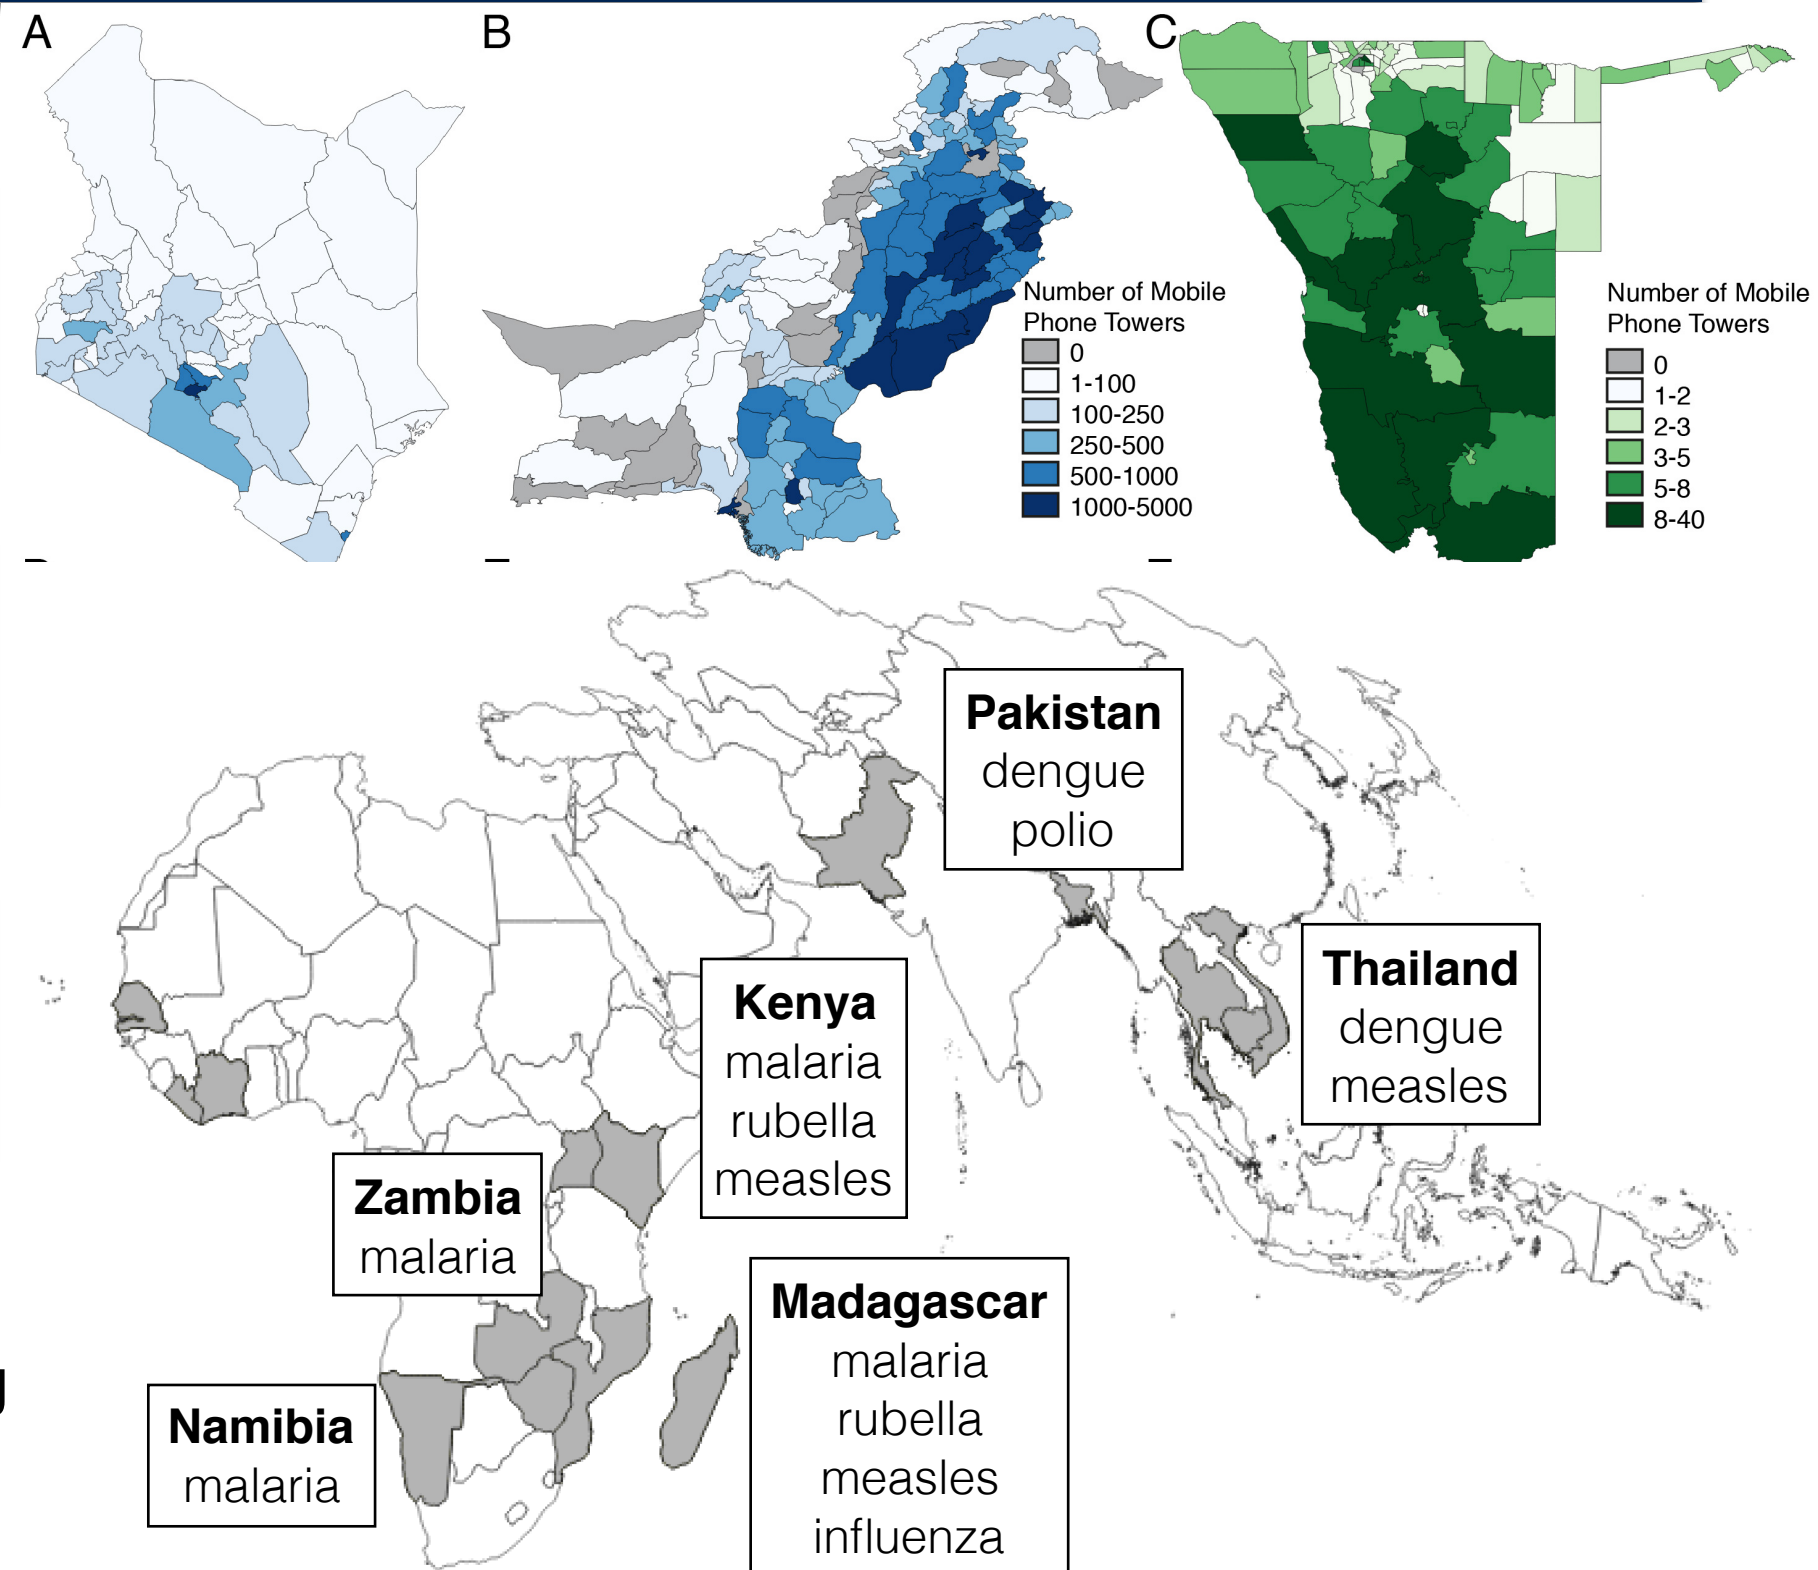 A
B
C
Number of Mobile
Phone Towers
0
1-100
100-250
250-500
500-1000
1000-5000
Number of Mobile
Phone Towers
0
1-2
2-3
3-5
5-8
8-40
Pakistan
dengue
polio
Thailand
dengue
measles
Kenya
malaria
rubella
measles
Zambia
malaria
Madagascar
malaria
rubella
measles
influenza
Namibia
malaria